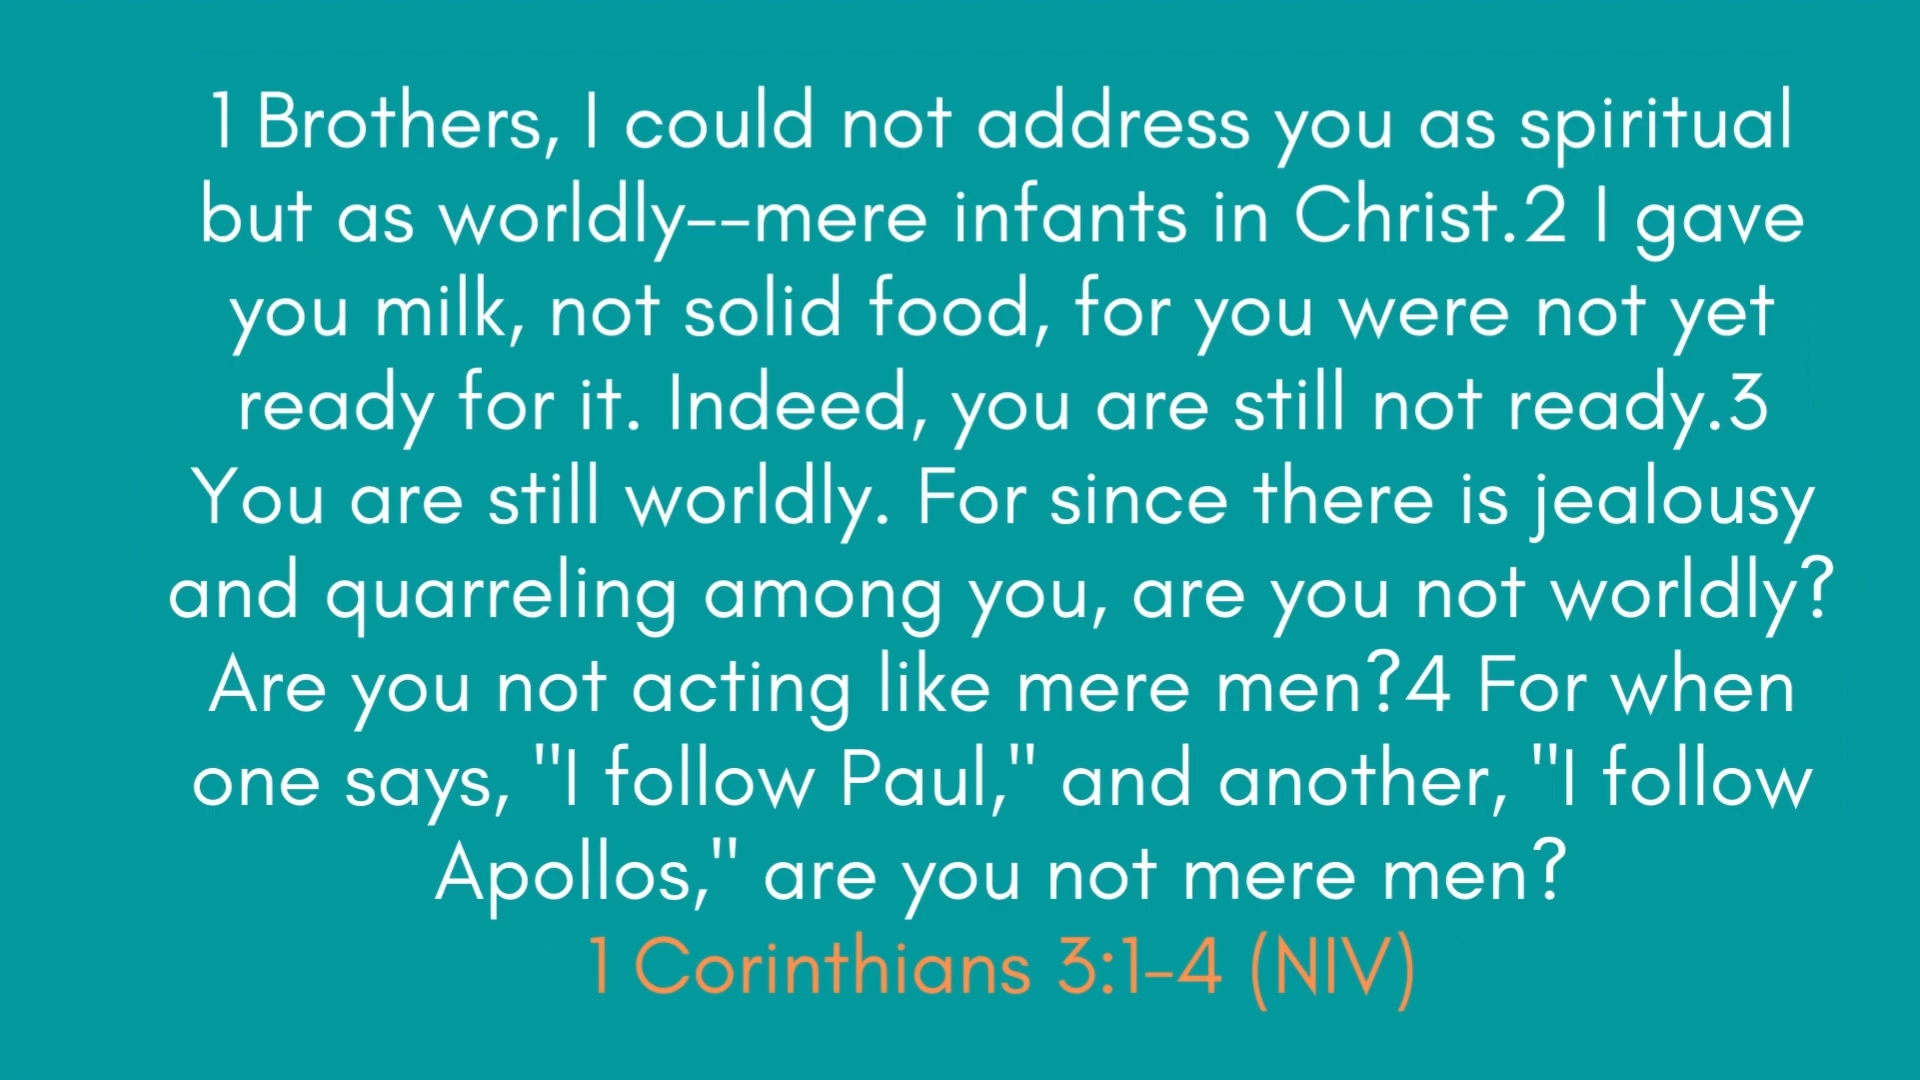 1 Brothers, I could not address you as spiritual
but as worldly--mere infants in Christ.2 I gave
you milk, not solid food, for you were not yet
ready for it. Indeed, you are still not ready.3
You are still worldly. For since there is jealousy
and quarreling among you, are you not worldly?
Are you not acting like mere men?4 For when
one says, "I follow Paul," and another, "I follow
Apollos," are you not mere men?
1 Corinthians 3:1-4 (NIV)